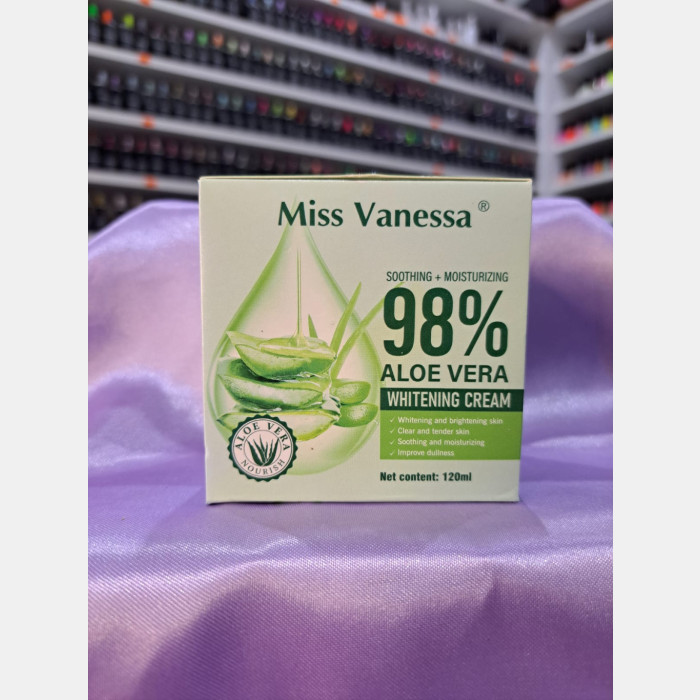 Miss Vanessa ®
SOOTHING + MOISTURIZING
98%
ALOE VERA
WHITENING CREAM
✓ Whitening and brightening skin
✓ Clear and tender skin
✓ Soothing and moisturizing
✓ Improve dullness
Net content: 120ml
ALOE VERA
NOURISH